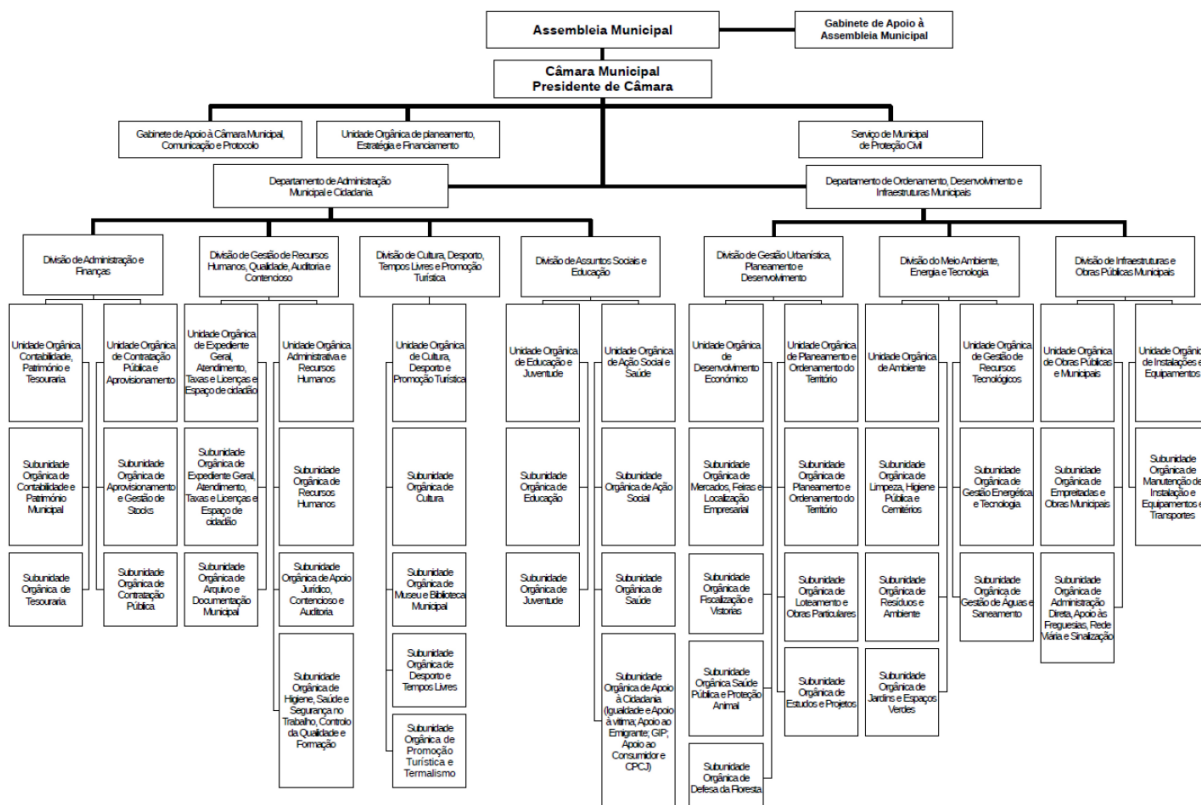 Assembleia Municipal
Gabinete de Apoio à
Assembleia Municipal
Câmara Municipal
Presidente de Câmara
Gabinete de Apoio à Câmara Municipal,
Comunicação e Protocolo
Unidade Orgânica de planeamento,
Estratégia e Financiamento
Serviço de Municipal
de Proteção Civil
Departamento de Administração
Municipal e Cidadania
Departamento de Ordenamento, Desenvolvimento e
Infraestruturas Municipais
Divisão de Administração e
Finanças
Divisão de Gestão de Recursos
Humanos, Qualidade, Auditoria e
Contencioso
Divisão de Cultura, Desporto,
Tempos Livres e Promoção
Turística
Divisão de Assuntos Sociais e
Educação
Divisão de Gestão Urbanística,
Planeamento e
Desenvolvimento
Divisão do Meio Ambiente,
Energia e Tecnologia
Divisão de Infraestruturas e
Obras Públicas Municipais
Unidade Orgânica
Contabilidade,
Património e
Tesouraria
Unidade Orgânica
de Contratação
Pública e
Aprovisionamento
Unidade Orgânica
de Expediente
Geral,
Atendimento,
Taxas e Licenças e
Espaço de cidadão
Unidade Orgânica
Administrativa e
Recursos
Humanos
Unidade Orgânica
de Cultura,
Desporto e
Promoção Turística
Unidade Orgânica
de Educação e
Juventude
Unidade Orgânica
de Ação Social e
Saúde
Unidade Orgânica
de
Desenvolvimento
Económico
Unidade Orgânica
de Planeamento e
Ordenamento do
Território
Unidade Orgânica
de Ambiente
Unidade Orgânica
de Gestão de
Recursos
Tecnológicos
Unidade Orgânica
de Obras Públicas
e Municipais
Unidade Orgânica
de Instalações e
Equipamentos
Subunidade
Orgânica de
Contabilidade e
Património
Municipal
Subunidade
Orgânica de
Aprovisionamento
e Gestão de
Stocks
Subunidade
Orgânica de
Expediente Geral,
Atendimento,
Taxas e Licenças e
Espaço de
cidadão
Subunidade
Orgânica de
Recursos
Humanos
Subunidade
Orgânica de
Cultura
Subunidade
Orgânica de
Educação
Subunidade
Orgânica de Ação
Social
Subunidade
Orgânica de
Mercados, Feiras e
Localização
Empresarial
Subunidade
Orgânica de
Planeamento e
Ordenamento do
Território
Subunidade
Orgânica de
Limpeza, Higiene
Pública e
Cemitérios
Subunidade
Orgânica de
Gestão Energética
e Tecnologia
Subunidade
Orgânica de
Empreitadas e
Obras Municipais
Subunidade
Orgânica de
Manutenção de
Instalação e
Equipamentos e
Transportes
Subunidade
Orgânica de
Tesouraria
Subunidade
Orgânica de
Contratação
Pública
Subunidade
Orgânica de
Arquivo e
Documentação
Municipal
Subunidade
Orgânica de Apoio
Jurídico,
Contencioso e
Auditoria
Subunidade
Orgânica de
Museu e Biblioteca
Municipal
Subunidade
Orgânica de
Juventude
Subunidade
Orgânica de
Saúde
Subunidade
Orgânica de
Fiscalização e
Vistorias
Subunidade
Orgânica de
Loteamento e
Obras Particulares
Subunidade
Orgânica de
Resíduos e
Ambiente
Subunidade
Orgânica de
Gestão de Águas e
Saneamento
Subunidade
Orgânica de
Administração
Direta, Apoio às
Freguesias, Rede
Viária e Sinalização
Subunidade
Orgânica de
Higiene, Saúde e
Segurança no
Trabalho, Controlo
da Qualidade e
Formação
Subunidade
Orgânica de
Desporto e
Tempos Livres
Subunidade
Orgânica de Apoio
à Cidadania
(Igualdade e Apoio
à vitima; Apoio ao
Emigrante; GIP;
Apoio ao
Consumidor e
CPCJ)
Subunidade
Orgânica Saúde
Pública e Proteção
Animal
Subunidade
Orgânica de
Estudos e Projetos
Subunidade
Orgânica de
Jardins e Espaços
Verdes
Subunidade
Orgânica de
Promoção
Turística e
Termalismo
Subunidade
Orgânica de
Defesa da Floresta